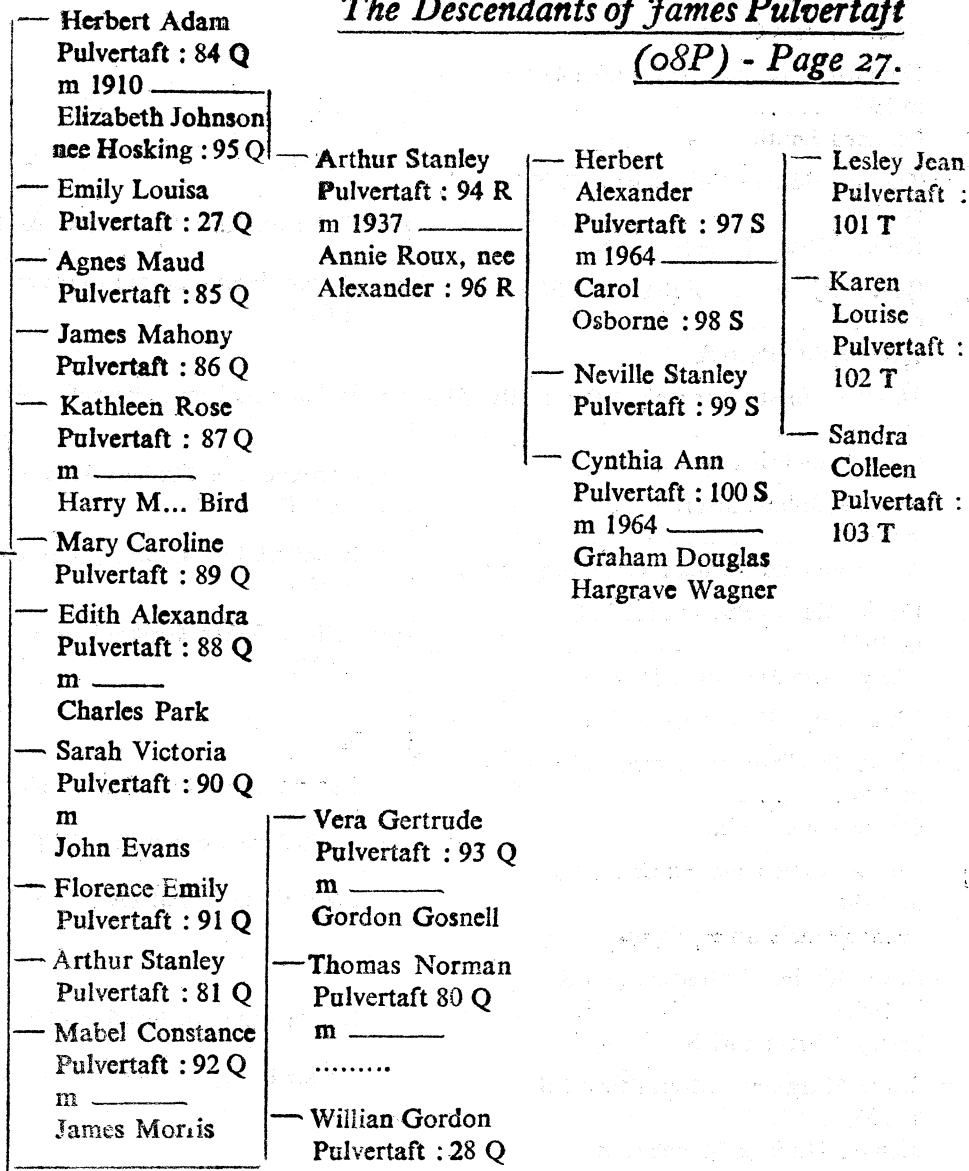 The Descendants of James Pulvertaft
(08P) - Page 27.
Herbert Adam
Pulvertaft : 84 Q
m 1910
Elizabeth Johnson
nee Hosking : 95 Q
Emily Louisa
Pulvertaft : 27 Q
Agnes Maud
Pulvertaft : 85 Q
James Mahony
Pulvertaft : 86 Q
Kathleen Rose
Pulvertaft : 87 Q
m
Harry M... Bird
Mary Caroline
Pulvertaft : 89 Q
Edith Alexandra
Pulvertaft : 88 Q
m
Charles Park
Sarah Victoria
Pulvertaft : 90 Q
m
John Evans
Florence Emily
Pulvertaft : 91 Q
Arthur Stanley
Pulvertaft : 81 Q
Mabel Constance
Pulvertaft : 92 Q
m
James Morris
Arthur Stanley
Pulvertaft : 94 R
m 1937
Annie Roux, nee
Alexander : 96 R
Vera Gertrude
Pulvertaft : 93 Q
m
Gordon Gosnell
Thomas Norman
Pulvertaft 80 Q
m
.........
Willian Gordon
Pulvertaft : 28 Q
Herbert
Alexander
Pulvertaft : 97 S
m 1964
Carol
Osborne : 98 S
Neville Stanley
Pulvertaft : 99 S
Cynthia Ann
Pulvertaft : 100 S
m 1964
Graham Douglas
Hargrave Wagner
Lesley Jean
Pulvertaft :
101 T
Karen
Louise
Pulvertaft :
102 T
Sandra
Colleen
Pulvertaft :
103 T